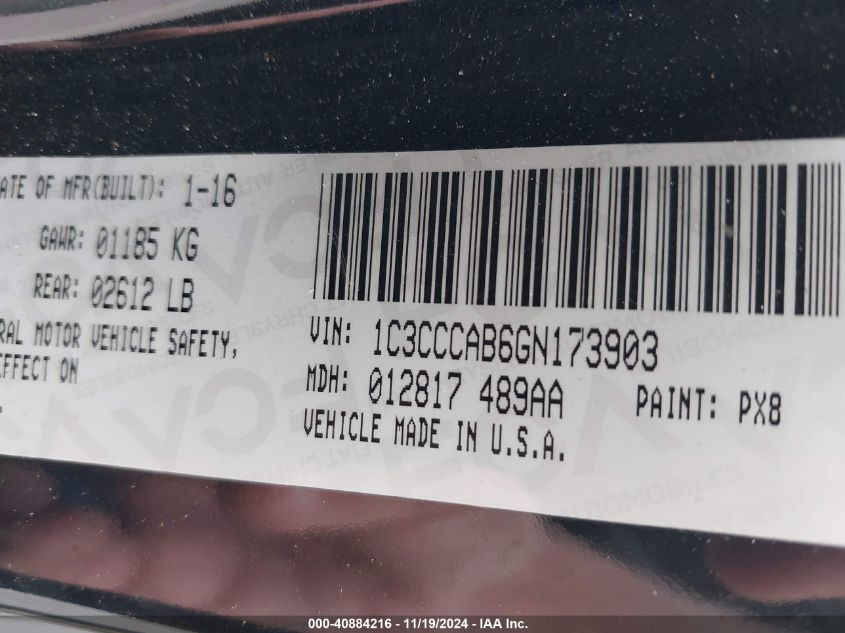 ATE OF MFR(BUILT): 1-16
GAWR: 01185 KG
REAR: 02612 LB
RAL MOTOR VEHICLE SAFETY,
EFFECT ON
VIN: 1C3CCCAB6GN173903
MDH: 012817 489AA PAINT: PX8
VEHICLE MADE IN U.S.A.
000-40884216 - 11/19/2024 - IAA Inc.